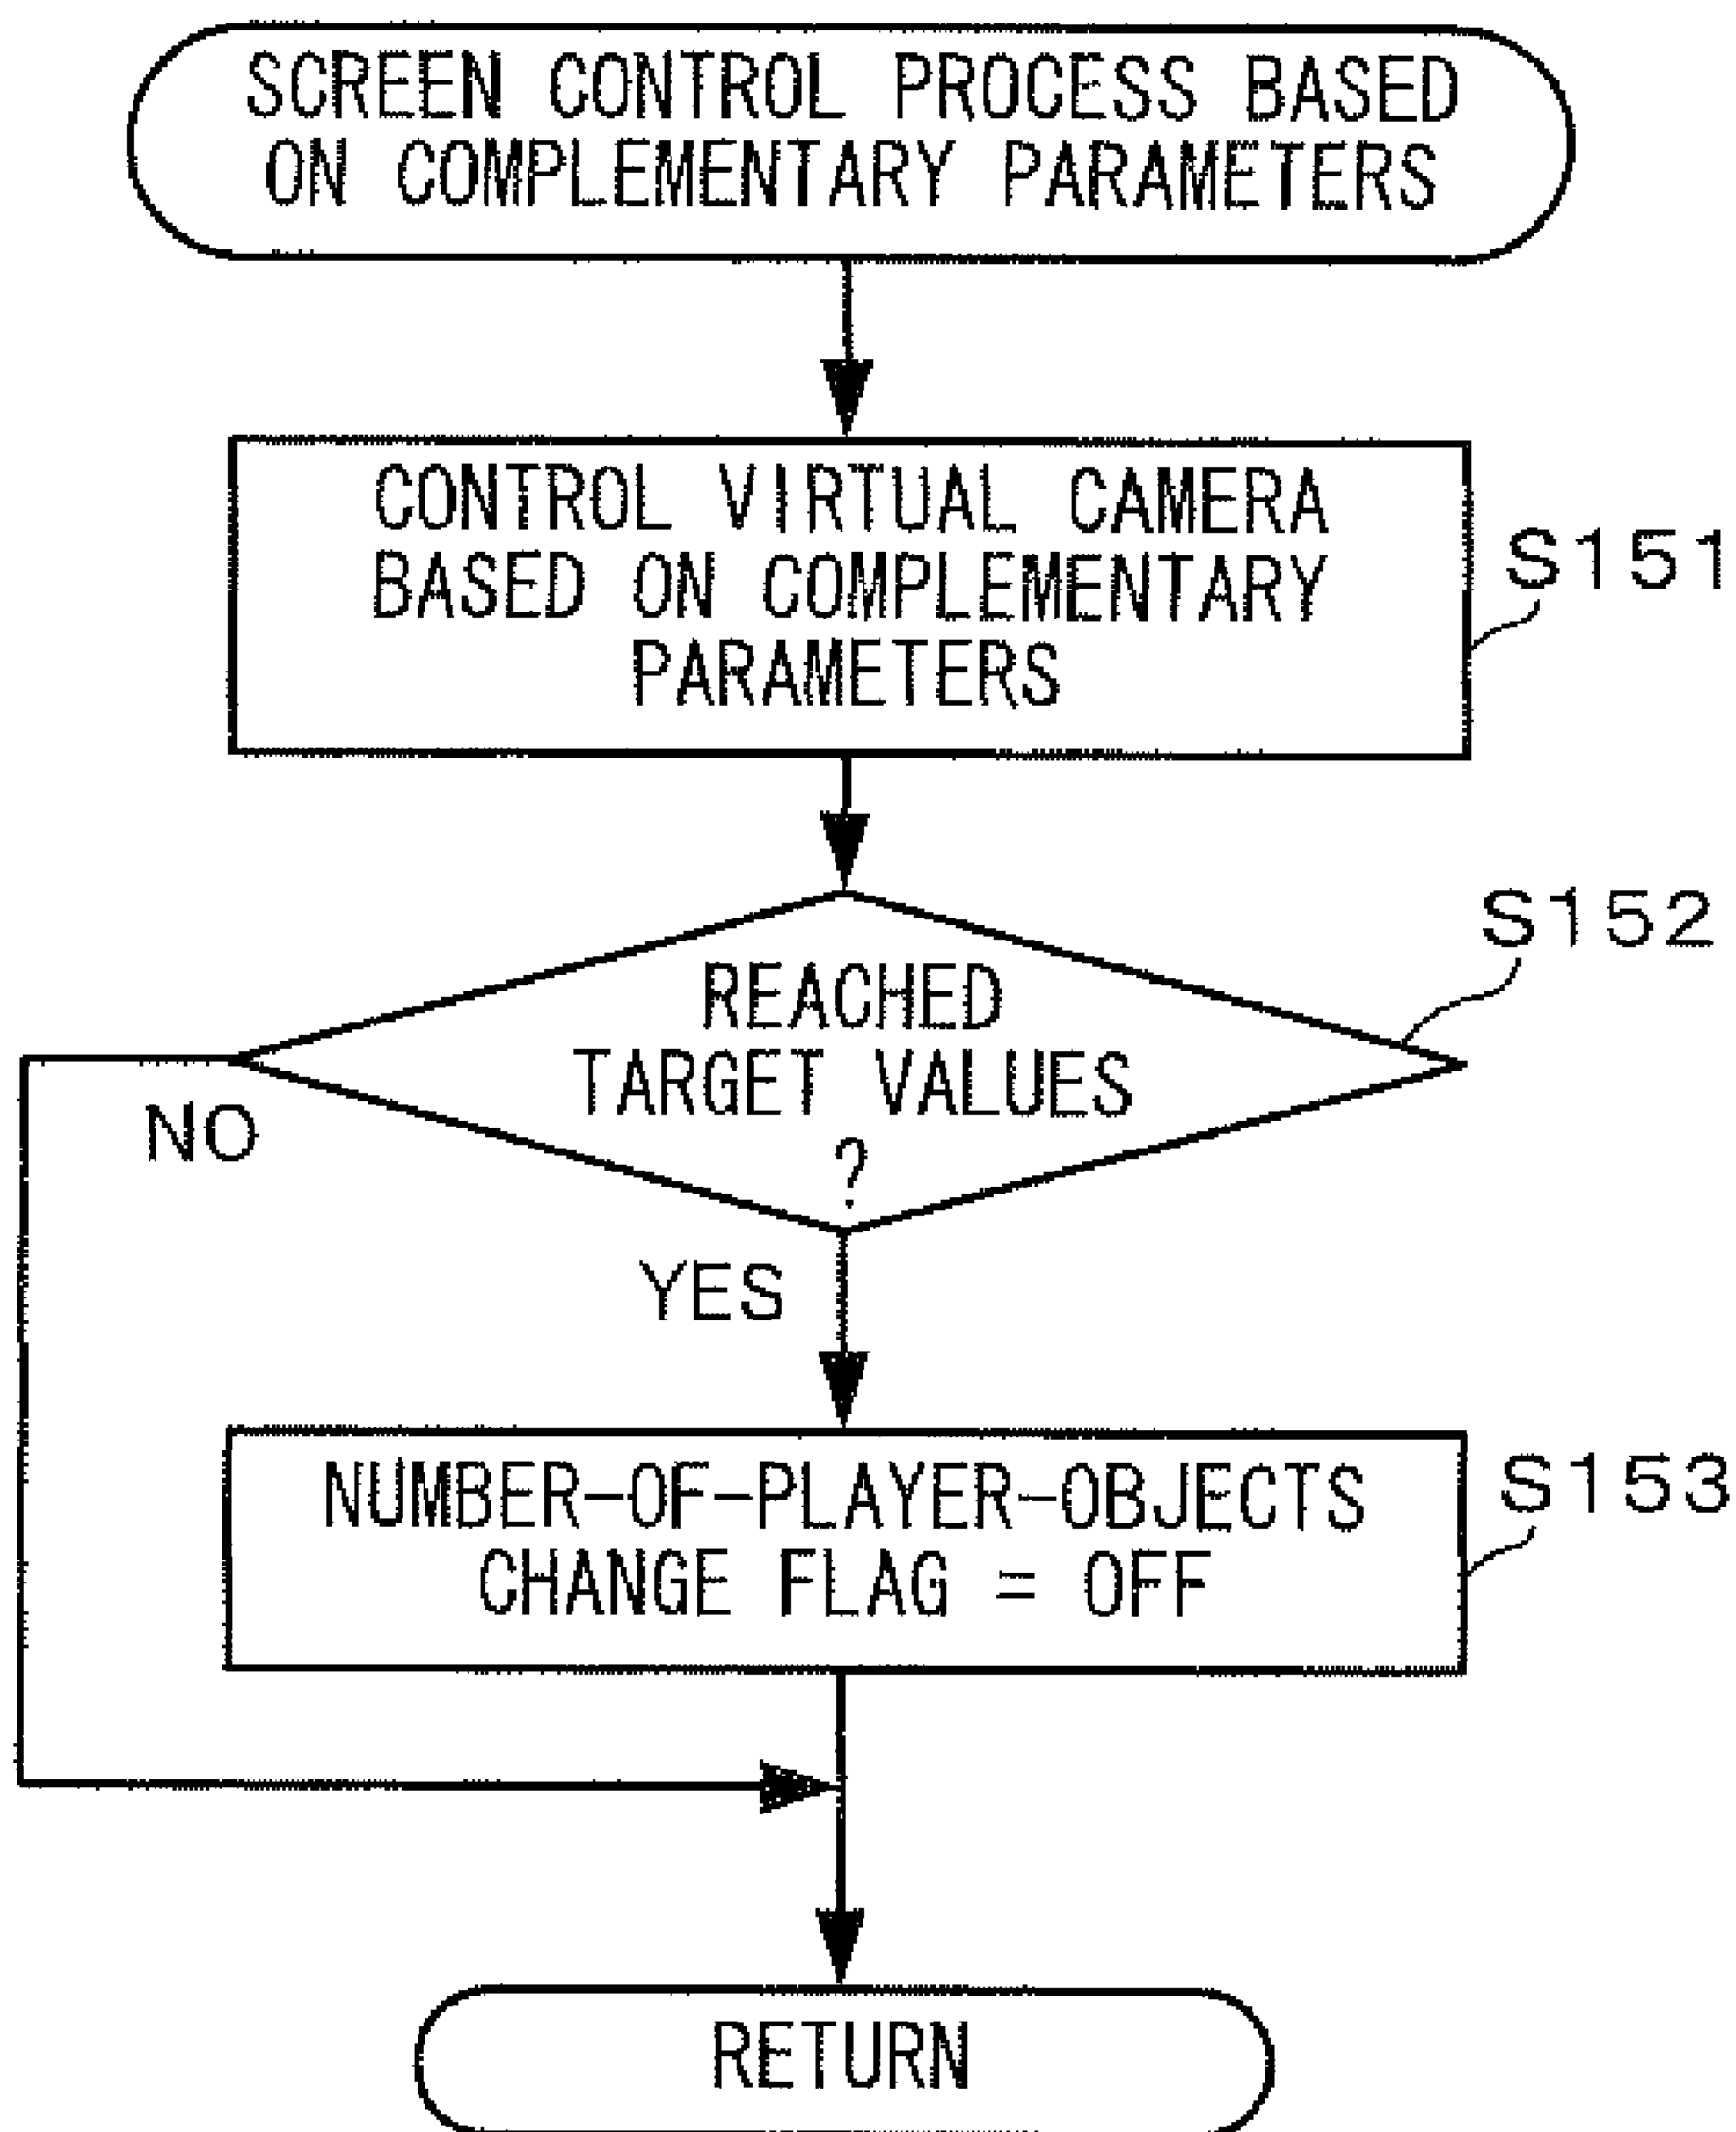 SCREEN CONTROL PROCESS BASED
ON COMPLEMENTARY PARAMETERS
CONTROL VIRTUAL CAMERA
BASED ON COMPLEMENTARY
PARAMETERS
S151
S152
REACHED
TARGET VALUES
?
NO
YES
NUMBER-OF-PLAYER-OBJECTS
CHANGE FLAG = OFF
S153
RETURN